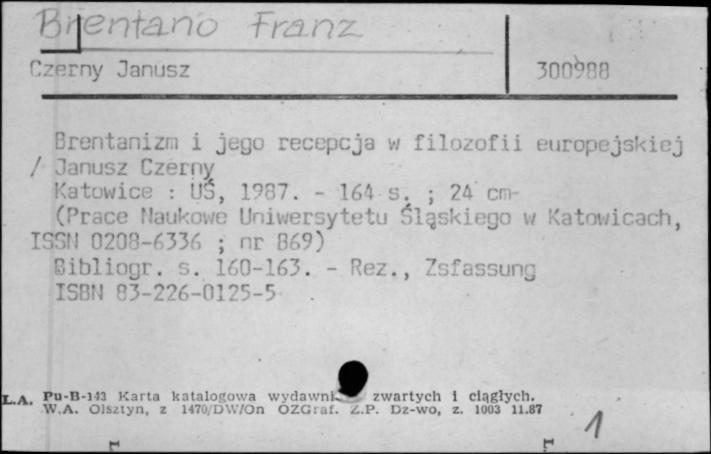 Brentano Franz
Czerny Janusz 300988
Brentanizm i jego recepcja w filozofii europejskiej
/ Janusz Czerny
Katowice : UŚ, 1987. - 164 s. ; 24 cm-
(Prace Naukowe Uniwersytetu Śląskiego w Katowicach,
ISSN 0208-6336 ; nr 869)
Bibliogr. s. 160-163. - Rez., Zsfassung
ISBN 83-226-0125-5
L.A. Pu-B-143 Karta katalogowa zwartych i ciągłych.
W.A. Olsztyn, z 1470/DW/On OZGraf. Z.P. Dz-wo, z. 1003 11.87
1